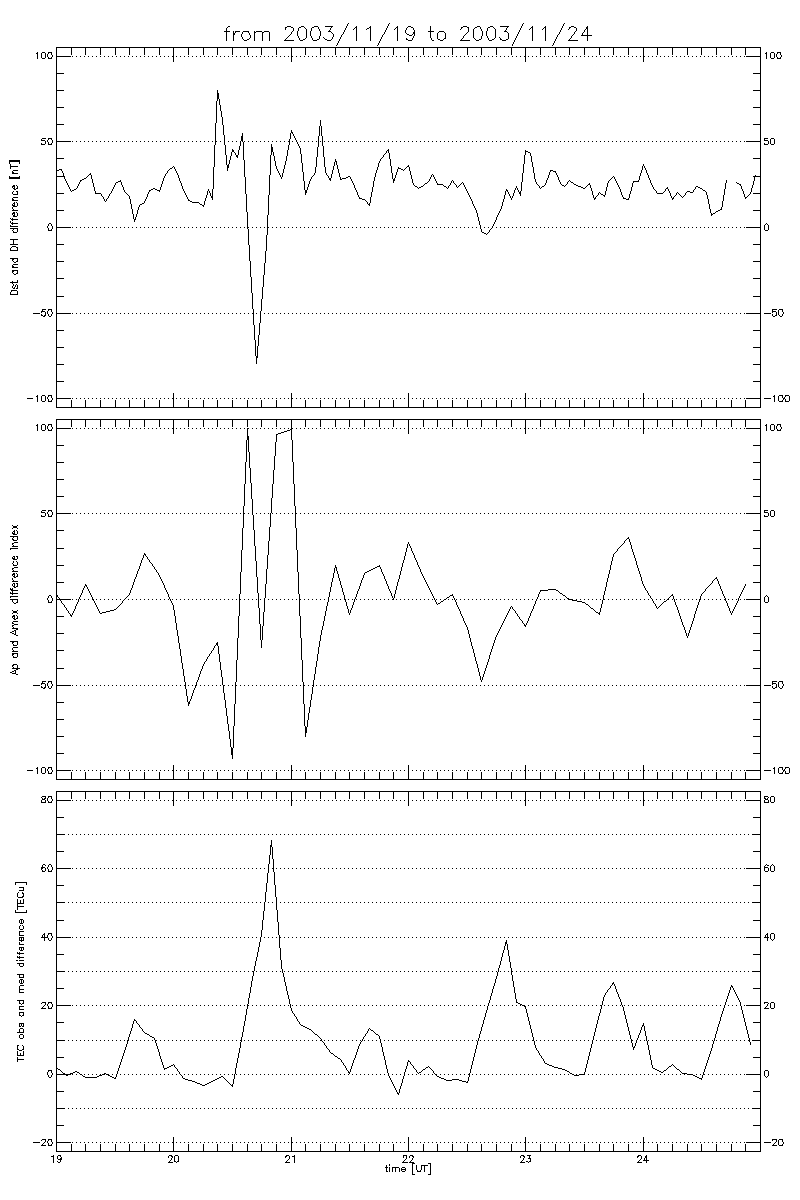 from 2003/11/19 to 2003/11/24
100 100
50 50
0 0
-50 -50
-100 -100
Dst and DH difference [nT]
100 100
50 50
0 0
-50 -50
-100 -100
Ap and Amex difference Index
80 80
60 60
40 40
20 20
0 0
-20 -20
TEC obs and med difference [TECu]
19 20 21 22 23 24
time [UT]